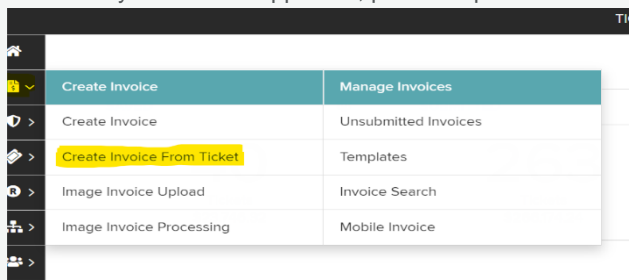 TI
Create Invoice
Manage Invoices
Create Invoice
Unsubmitted Invoices
Create Invoice From Ticket
Templates
Image Invoice Upload
Invoice Search
Image Invoice Processing
Mobile Invoice